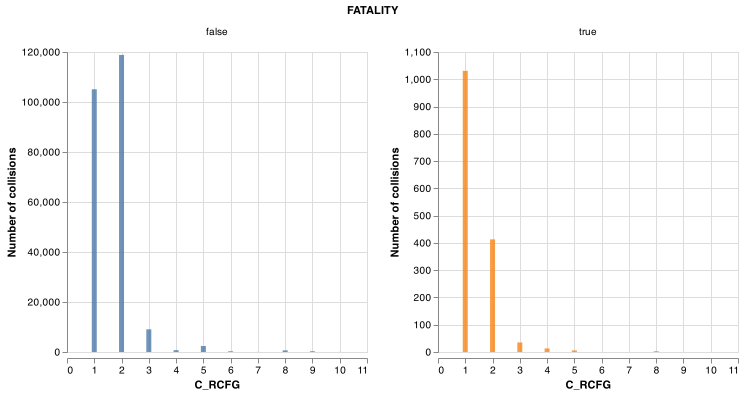 FATALITY
false
true
120,000
100,000
80,000
60,000
40,000
20,000
0
Number of collisions
0 1 2 3 4 5 6 7 8 9 10 11
C_RCFG
1,100
1,000
900
800
700
600
500
400
300
200
100
0
Number of collisions
0 1 2 3 4 5 6 7 8 9 10 11
C_RCFG